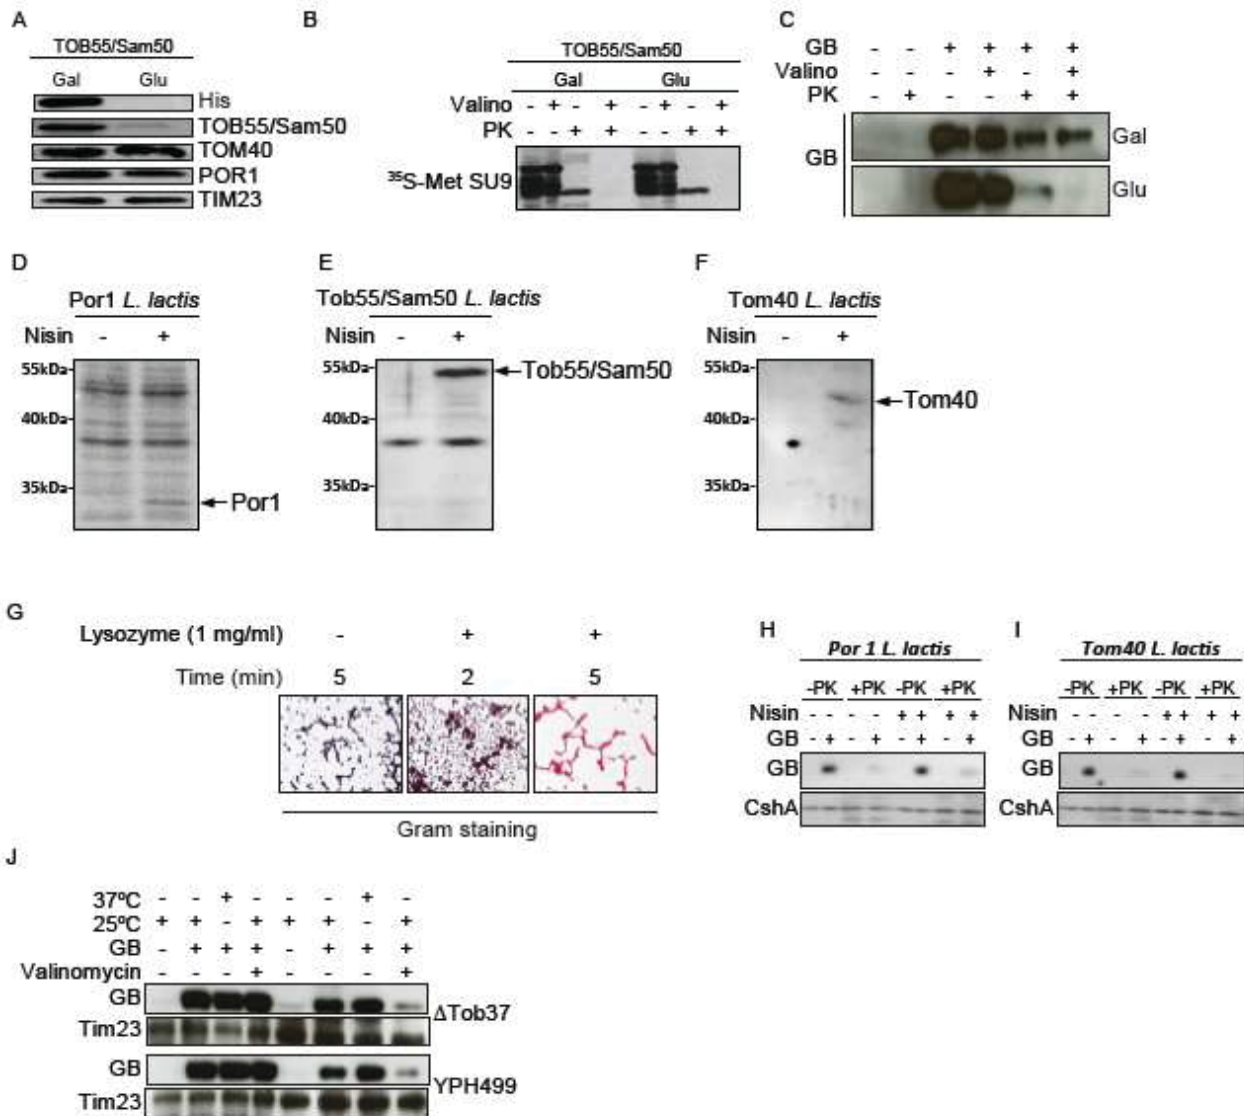 A
TOB55/Sam50
Gal Glu
His
TOB55/Sam50
TOM40
POR1
TIM23
B
TOB55/Sam50
Gal Glu
Valino - + - + - + - +
PK - - + + - - + +
³⁵S-Met SU9
C
GB - - + + + +
Valino - - - + - +
PK - + - - + +
GB
Gal
Glu
D
Por1 L. lactis
Nisin - +
55kDa-
40kDa-
35kDa-
Por1
E
Tob55/Sam50 L. lactis
Nisin - +
55kDa-
40kDa-
35kDa-
Tob55/Sam50
F
Tom40 L. lactis
Nisin - +
55kDa-
40kDa-
35kDa-
Tom40
G
Lysozyme (1 mg/ml) - + +
Time (min) 5 2 5
Gram staining
H
Por 1 L. lactis
-PK +PK -PK +PK
Nisin - - - - + + + +
GB - + - + - + - +
GB
CshA
I
Tom40 L. lactis
-PK +PK -PK +PK
Nisin - - - - + + + +
GB - + - + - + - +
GB
CshA
J
37ºC - - + - - - + -
25ºC + + - + + + - +
GB - + + + - + + +
Valinomycin - - - + - - - +
GB
Tim23
ΔTob37
GB
Tim23
YPH499